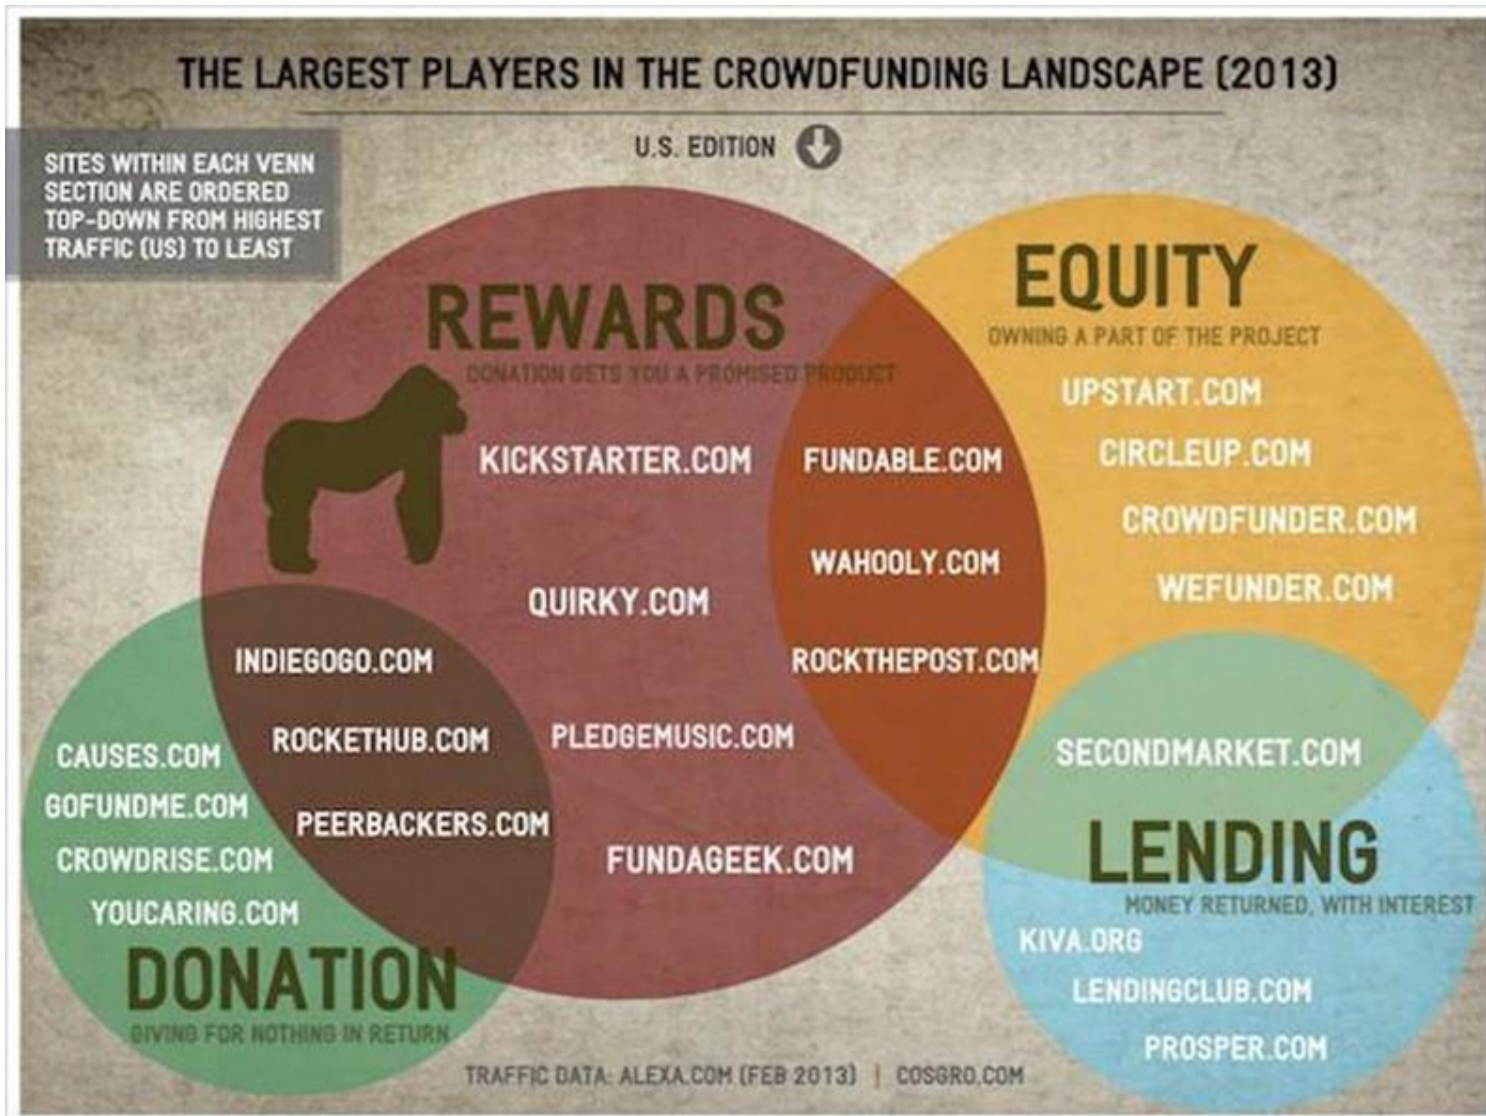 THE LARGEST PLAYERS IN THE CROWDFUNDING LANDSCAPE (2013)
U.S. EDITION
SITES WITHIN EACH VENN
SECTION ARE ORDERED
TOP-DOWN FROM HIGHEST
TRAFFIC (US) TO LEAST
REWARDS
DONATION GETS YOU A PROMISED PRODUCT
KICKSTARTER.COM
QUIRKY.COM
PLEDGEMUSIC.COM
FUNDAGEEK.COM
FUNDABLE.COM
WAHOOLY.COM
ROCKTHEPOST.COM
EQUITY
OWNING A PART OF THE PROJECT
UPSTART.COM
CIRCLEUP.COM
CROWDFUNDER.COM
WEFUNDER.COM
SECONDMARKET.COM
LENDING
MONEY RETURNED, WITH INTEREST
KIVA.ORG
LENDINGCLUB.COM
PROSPER.COM
INDIEGOGO.COM
ROCKETHUB.COM
PEERBACKERS.COM
CAUSES.COM
GOFUNDME.COM
CROWDRISE.COM
YOUCARING.COM
DONATION
GIVING FOR NOTHING IN RETURN
TRAFFIC DATA: ALEXA.COM (FEB 2013) | COSGRO.COM